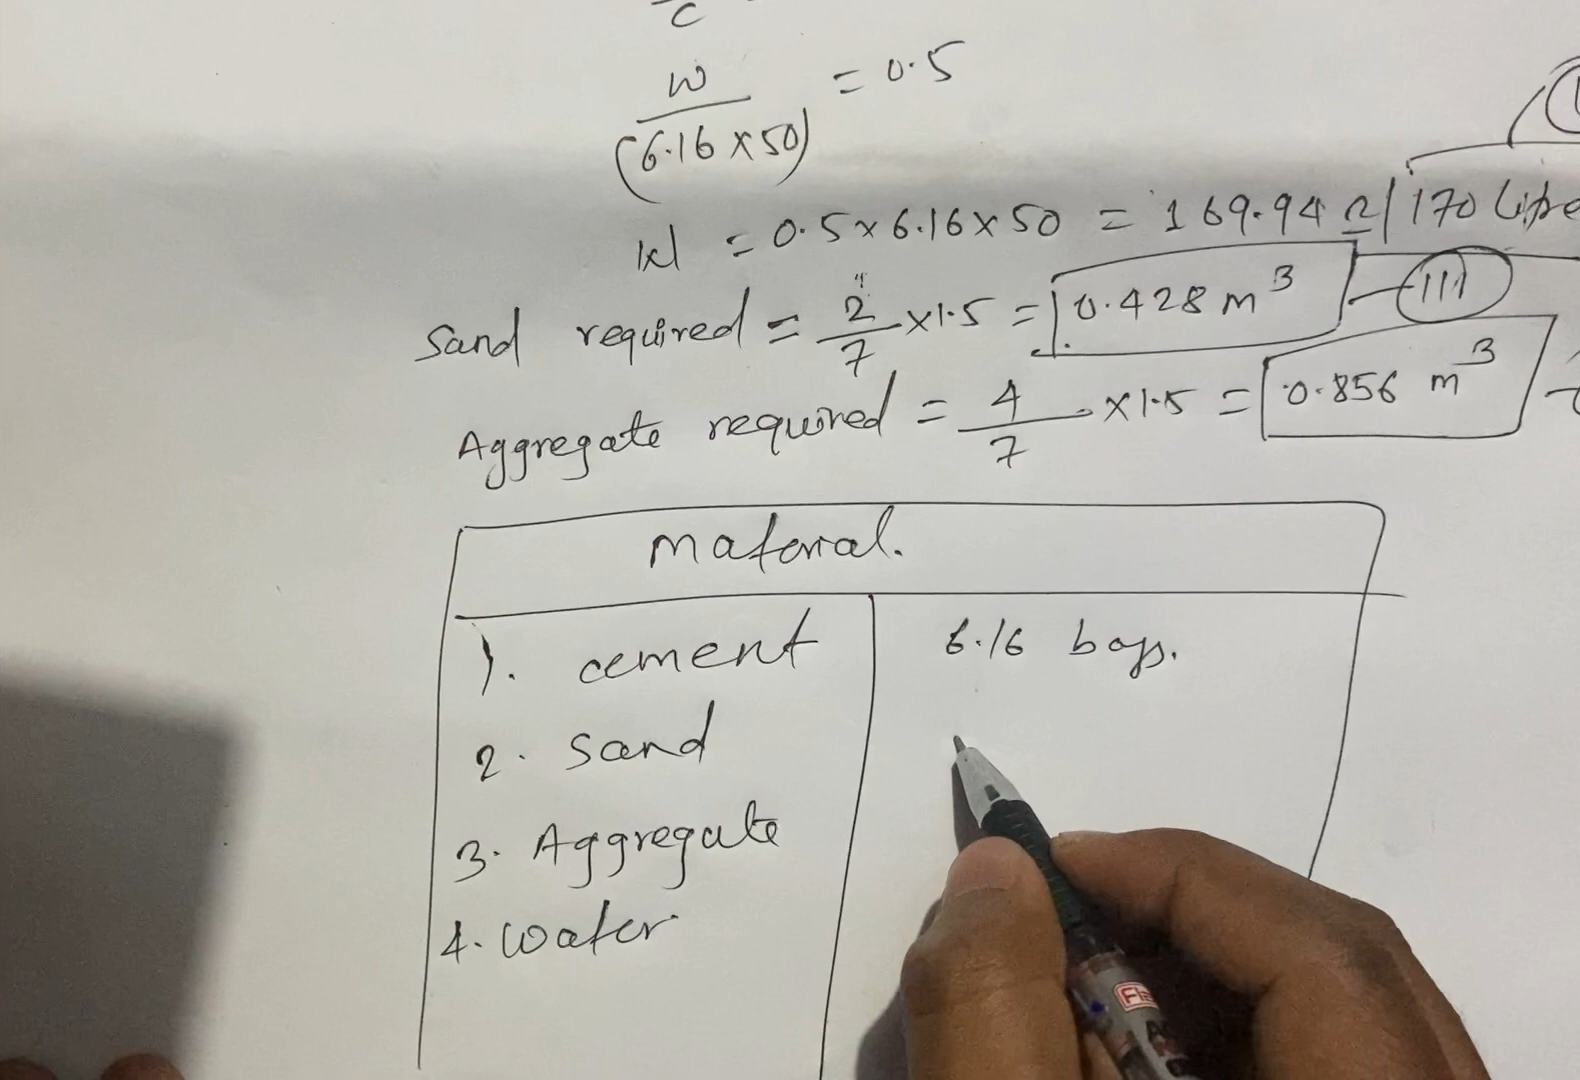 c
W
(6.16 x 50) = 0.5
W = 0.5 x 6.16 x 50 = 169.94 Ω | 170 Litre
Sand required = 2/7 x 1.5 = 0.428 m³ — III
Aggregate required = 4/7 x 1.5 = 0.856 m³
material.
1. cement 6.16 bags.
2. Sand
3. Aggregate
4. water
Fla